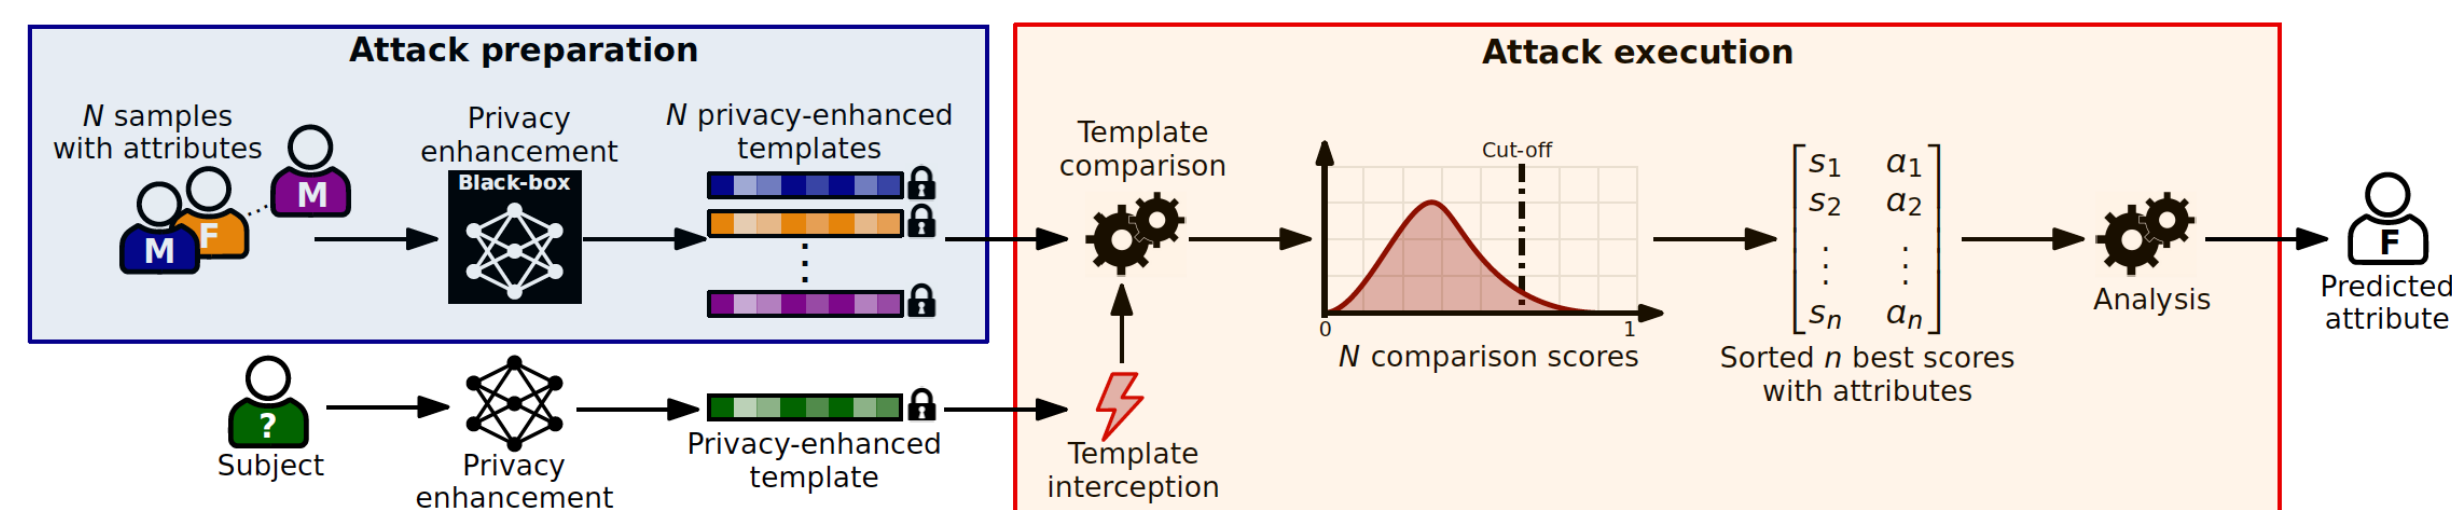 Attack preparation
N samples
with attributes
M
F
M
Privacy
enhancement
Black-box
N privacy-enhanced
templates
Subject
?
Privacy
enhancement
Privacy-enhanced
template
Attack execution
Template
comparison
Template
interception
Cut-off
0
1
N comparison scores
s1 a1
s2 a2
⋮ ⋮
sn an
Sorted n best scores
with attributes
Analysis
F
Predicted
attribute